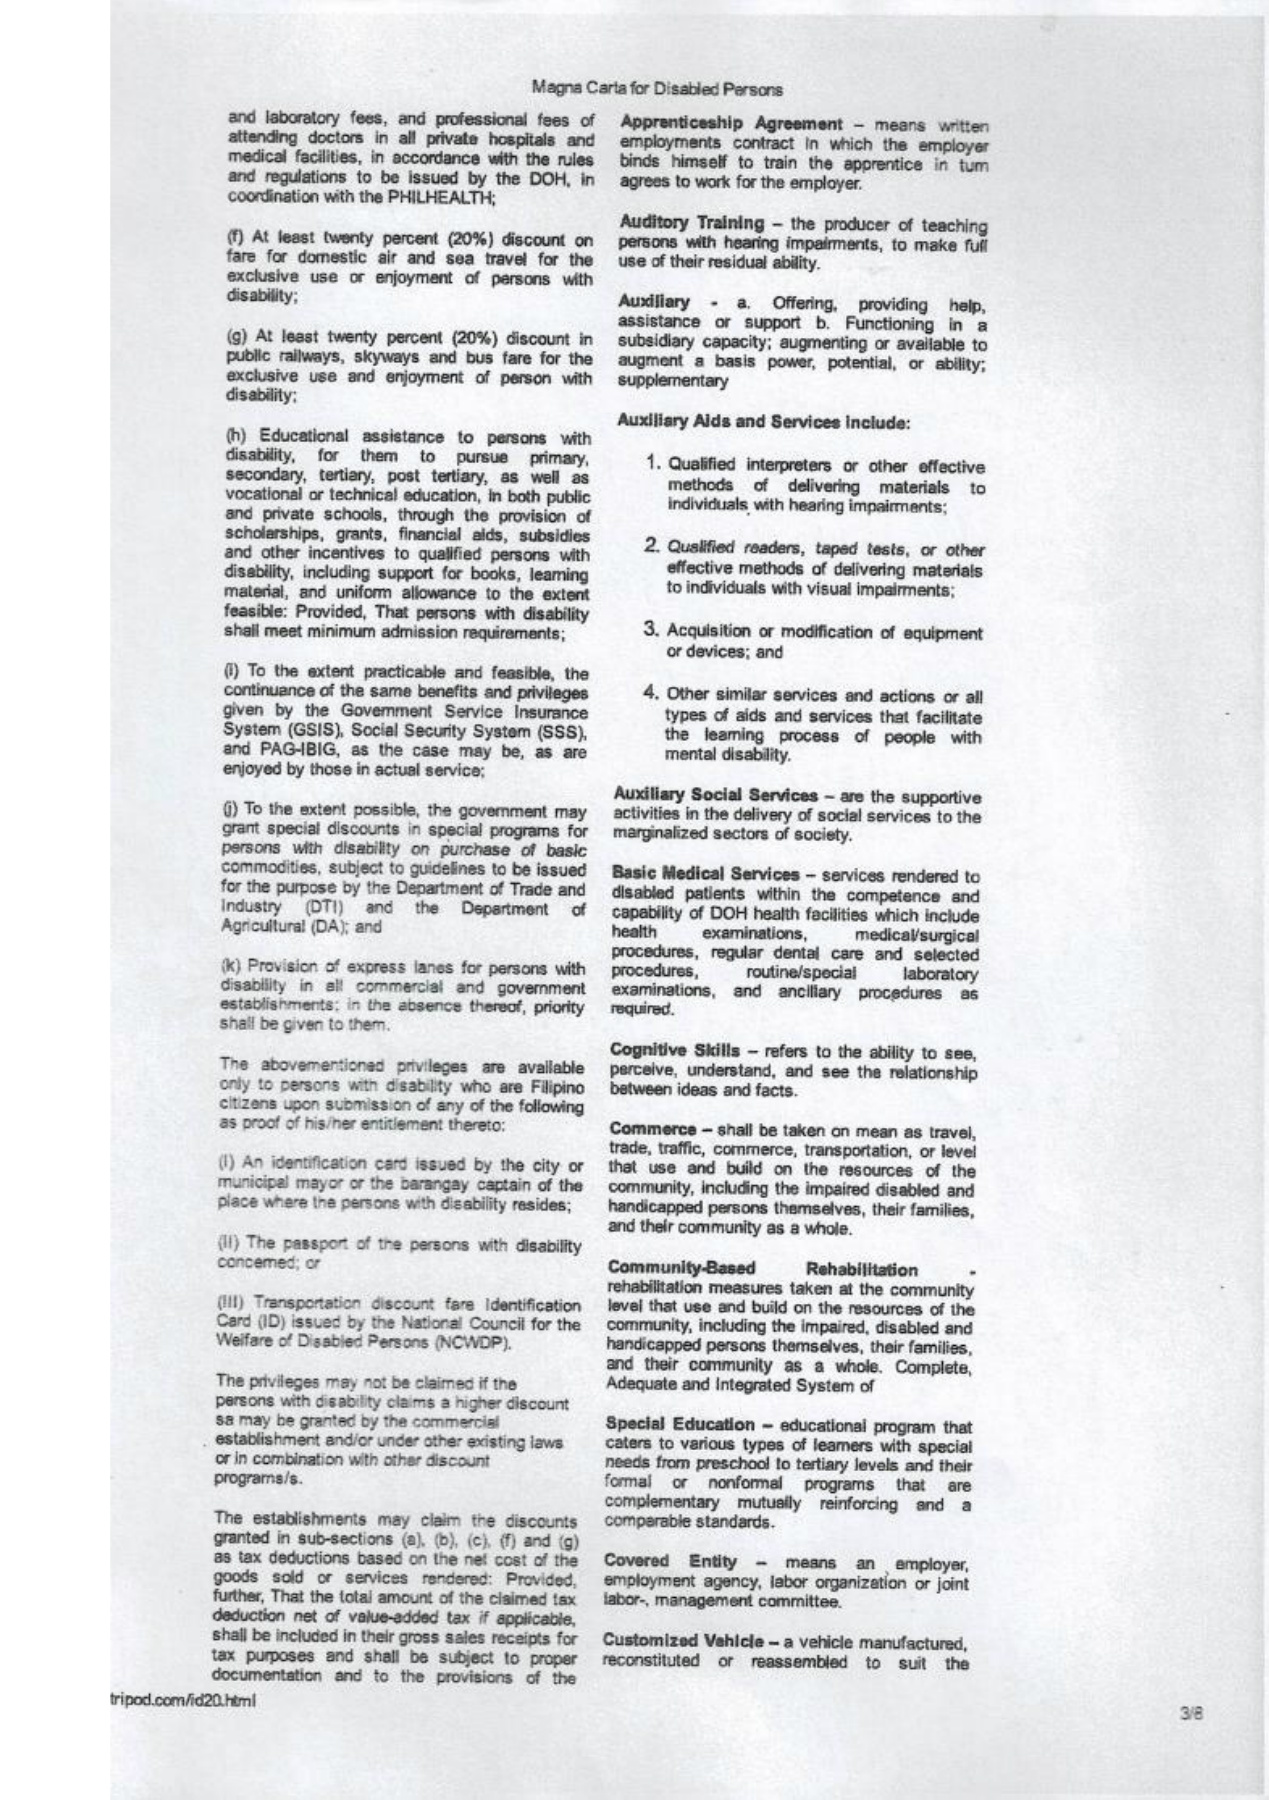 Magna Carta for Disabled Persons
and laboratory fees, and professional fees of
attending doctors in all private hospitals and
medical facilities, in accordance with the rules
and regulations to be issued by the DOH, in
coordination with the PHILHEALTH;
(f) At least twenty percent (20%) discount on
fare for domestic air and sea travel for the
exclusive use or enjoyment of persons with
disability;
(g) At least twenty percent (20%) discount in
public railways, skyways and bus fare for the
exclusive use and enjoyment of person with
disability;
(h) Educational assistance to persons with
disability, for them to pursue primary,
secondary, tertiary, post tertiary, as well as
vocational or technical education, in both public
and private schools, through the provision of
scholarships, grants, financial aids, subsidies
and other incentives to qualified persons with
disability, including support for books, learning
material, and uniform allowance to the extent
feasible: Provided, That persons with disability
shall meet minimum admission requirements;
(i) To the extent practicable and feasible, the
continuance of the same benefits and privileges
given by the Government Service Insurance
System (GSIS), Social Security System (SSS),
and PAG-IBIG, as the case may be, as are
enjoyed by those in actual service;
(j) To the extent possible, the government may
grant special discounts in special programs for
persons with disability on purchase of basic
commodities, subject to guidelines to be issued
for the purpose by the Department of Trade and
Industry (DTI) and the Department of
Agricultural (DA); and
(k) Provision of express lanes for persons with
disability in all commercial and government
establishments; in the absence thereof, priority
shall be given to them.
The abovementioned privileges are available
only to persons with disability who are Filipino
citizens upon submission of any of the following
as proof of his/her entitlement thereto:
(I) An identification card issued by the city or
municipal mayor or the barangay captain of the
place where the persons with disability resides;
(II) The passport of the persons with disability
concerned; or
(III) Transportation discount fare Identification
Card (ID) issued by the National Council for the
Welfare of Disabled Persons (NCWDP).
The privileges may not be claimed if the
persons with disability claims a higher discount
sa may be granted by the commercial
establishment and/or under other existing laws
or in combination with other discount
programs/s.
The establishments may claim the discounts
granted in sub-sections (a), (b), (c), (f) and (g)
as tax deductions based on the net cost of the
goods sold or services rendered: Provided,
further, That the total amount of the claimed tax
deduction net of value-added tax if applicable,
shall be included in their gross sales receipts for
tax purposes and shall be subject to proper
documentation and to the provisions of the
Apprenticeship Agreement – means written
employments contract in which the employer
binds himself to train the apprentice in turn
agrees to work for the employer.
Auditory Training – the producer of teaching
persons with hearing impairments, to make full
use of their residual ability.
Auxiliary - a. Offering, providing help,
assistance or support b. Functioning in a
subsidiary capacity; augmenting or available to
augment a basis power, potential, or ability;
supplementary
Auxiliary Aids and Services Include:
1. Qualified interpreters or other effective
methods of delivering materials to
individuals with hearing impairments;
2. Qualified readers, taped tests, or other
effective methods of delivering materials
to individuals with visual impairments;
3. Acquisition or modification of equipment
or devices; and
4. Other similar services and actions or all
types of aids and services that facilitate
the learning process of people with
mental disability.
Auxiliary Social Services – are the supportive
activities in the delivery of social services to the
marginalized sectors of society.
Basic Medical Services – services rendered to
disabled patients within the competence and
capability of DOH health facilities which include
health examinations, medical/surgical
procedures, regular dental care and selected
procedures, routine/special laboratory
examinations, and ancillary procedures as
required.
Cognitive Skills – refers to the ability to see,
perceive, understand, and see the relationship
between ideas and facts.
Commerce – shall be taken on mean as travel,
trade, traffic, commerce, transportation, or level
that use and build on the resources of the
community, including the impaired disabled and
handicapped persons themselves, their families,
and their community as a whole.
Community-Based Rehabilitation -
rehabilitation measures taken at the community
level that use and build on the resources of the
community, including the impaired, disabled and
handicapped persons themselves, their families,
and their community as a whole. Complete,
Adequate and Integrated System of
Special Education – educational program that
caters to various types of learners with special
needs from preschool to tertiary levels and their
formal or nonformal programs that are
complementary mutually reinforcing and a
comparable standards.
Covered Entity – means an employer,
employment agency, labor organization or joint
labor-, management committee.
Customized Vehicle – a vehicle manufactured,
reconstituted or reassembled to suit the
tripod.com/id20.html
3/8